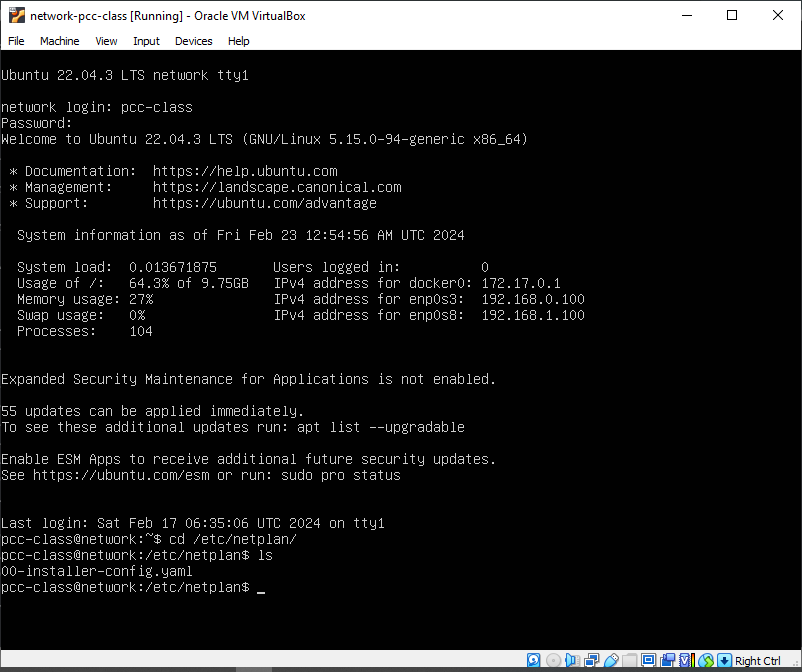 network-pcc-class [Running] - Oracle VM VirtualBox
File Machine View Input Devices Help
Ubuntu 22.04.3 LTS network tty1
network login: pcc-class
Password:
Welcome to Ubuntu 22.04.3 LTS (GNU/Linux 5.15.0-94-generic x86_64)
* Documentation: https://help.ubuntu.com
* Management: https://landscape.canonical.com
* Support: https://ubuntu.com/advantage
System information as of Fri Feb 23 12:54:56 AM UTC 2024
System load: 0.013671875 Users logged in: 0
Usage of /: 64.3% of 9.75GB IPv4 address for docker0: 172.17.0.1
Memory usage: 27% IPv4 address for enp0s3: 192.168.0.100
Swap usage: 0% IPv4 address for enp0s8: 192.168.1.100
Processes: 104
Expanded Security Maintenance for Applications is not enabled.
55 updates can be applied immediately.
To see these additional updates run: apt list --upgradable
Enable ESM Apps to receive additional future security updates.
See https://ubuntu.com/esm or run: sudo pro status
Last login: Sat Feb 17 06:35:06 UTC 2024 on tty1
pcc-class@network:~$ cd /etc/netplan/
pcc-class@network:/etc/netplan$ ls
00-installer-config.yaml
pcc-class@network:/etc/netplan$ _
Right Ctrl